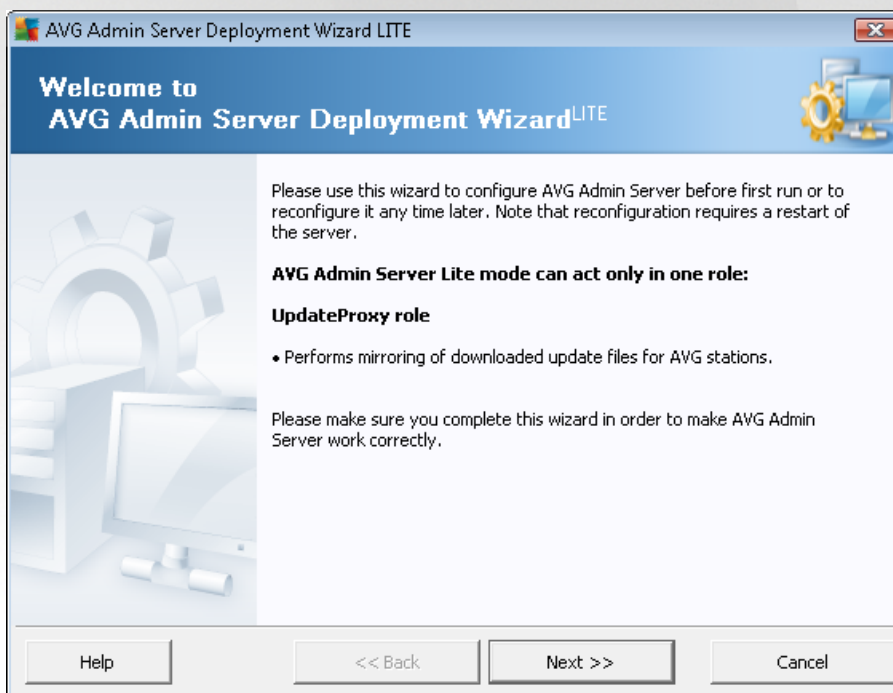 AVG Admin Server Deployment Wizard LITE
Welcome to
AVG Admin Server Deployment Wizard LITE
Please use this wizard to configure AVG Admin Server before first run or to
reconfigure it any time later. Note that reconfiguration requires a restart of
the server.
AVG Admin Server Lite mode can act only in one role:
UpdateProxy role
• Performs mirroring of downloaded update files for AVG stations.
Please make sure you complete this wizard in order to make AVG Admin
Server work correctly.
Help
<< Back
Next >>
Cancel